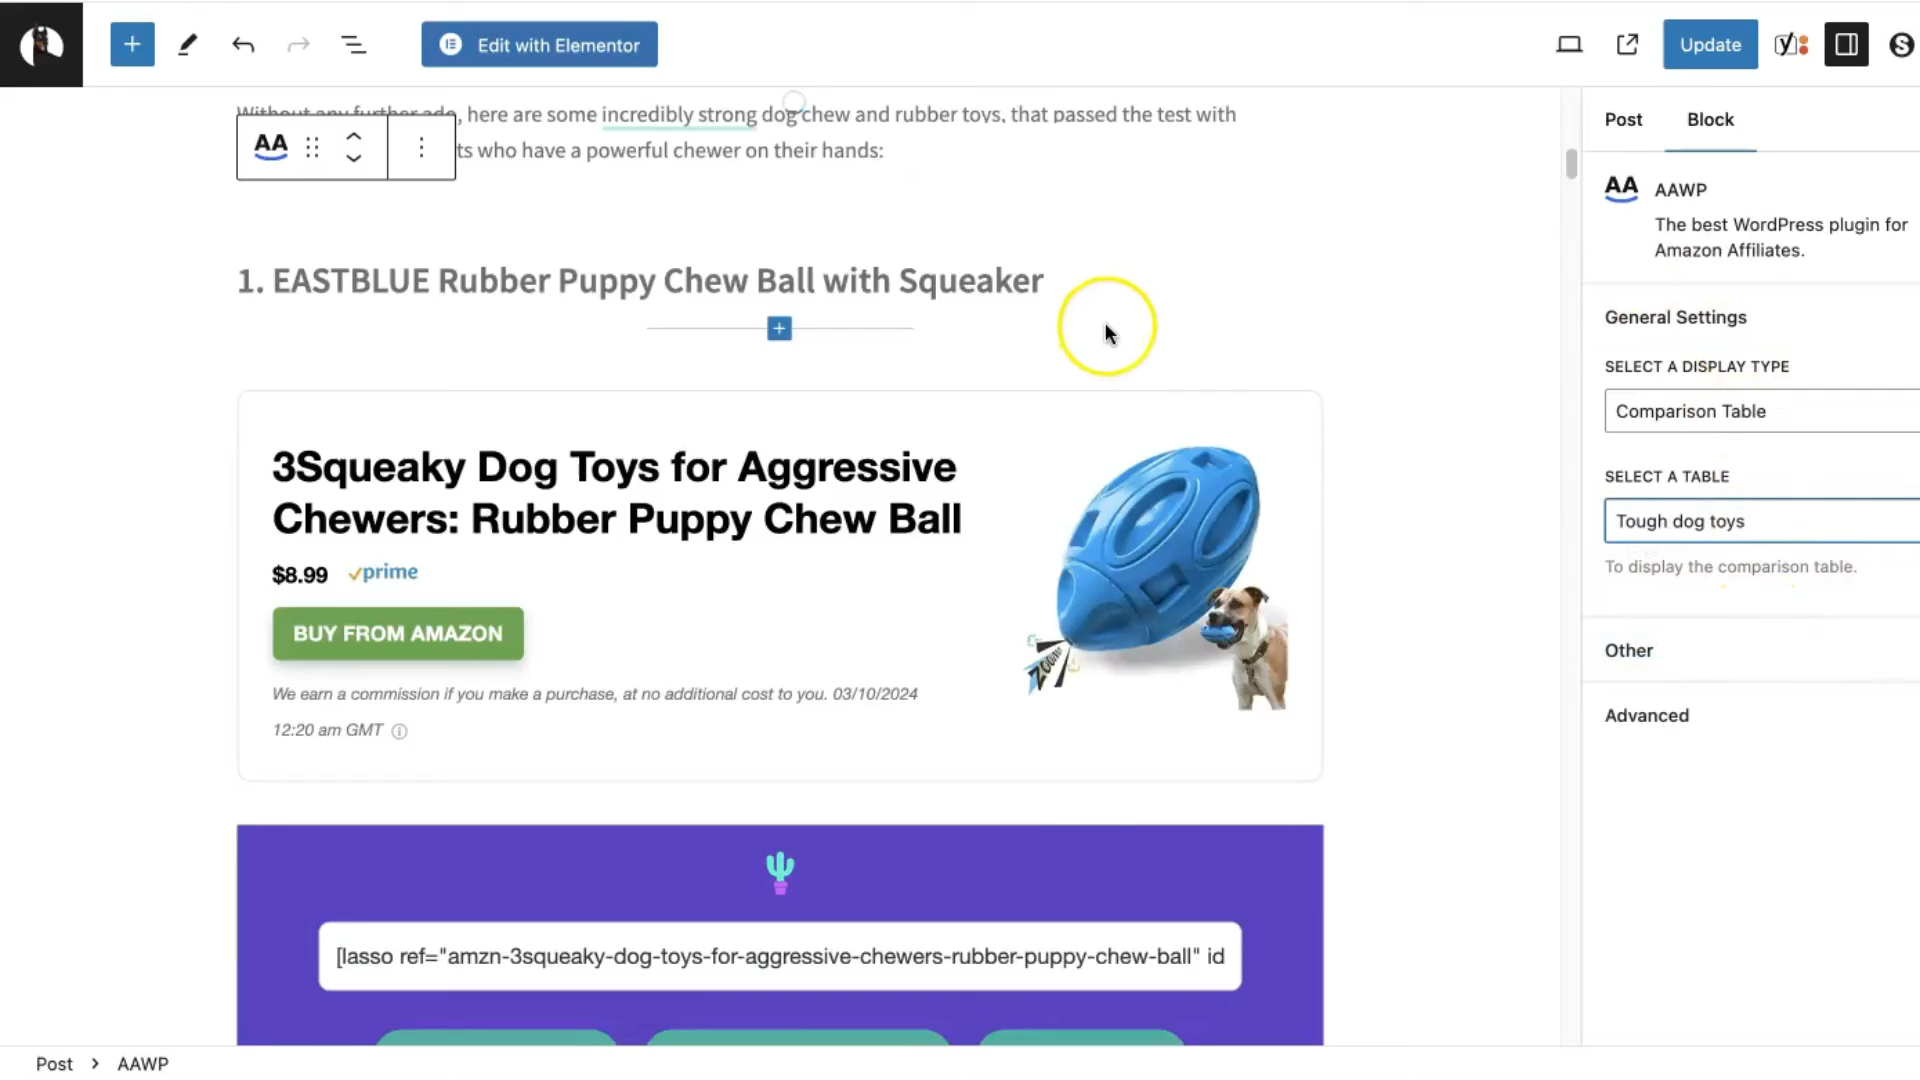 Edit with Elementor
Update
Without any further ado, here are some incredibly strong dog chew and rubber toys, that passed the test with
AA
ts who have a powerful chewer on their hands:
1. EASTBLUE Rubber Puppy Chew Ball with Squeaker
3Squeaky Dog Toys for Aggressive
Chewers: Rubber Puppy Chew Ball
$8.99 prime
BUY FROM AMAZON
We earn a commission if you make a purchase, at no additional cost to you. 03/10/2024
12:20 am GMT
[lasso ref="amzn-3squeaky-dog-toys-for-aggressive-chewers-rubber-puppy-chew-ball" id
Post Block
AA AAWP
The best WordPress plugin for
Amazon Affiliates.
General Settings
SELECT A DISPLAY TYPE
Comparison Table
SELECT A TABLE
Tough dog toys
To display the comparison table.
Other
Advanced
Post > AAWP